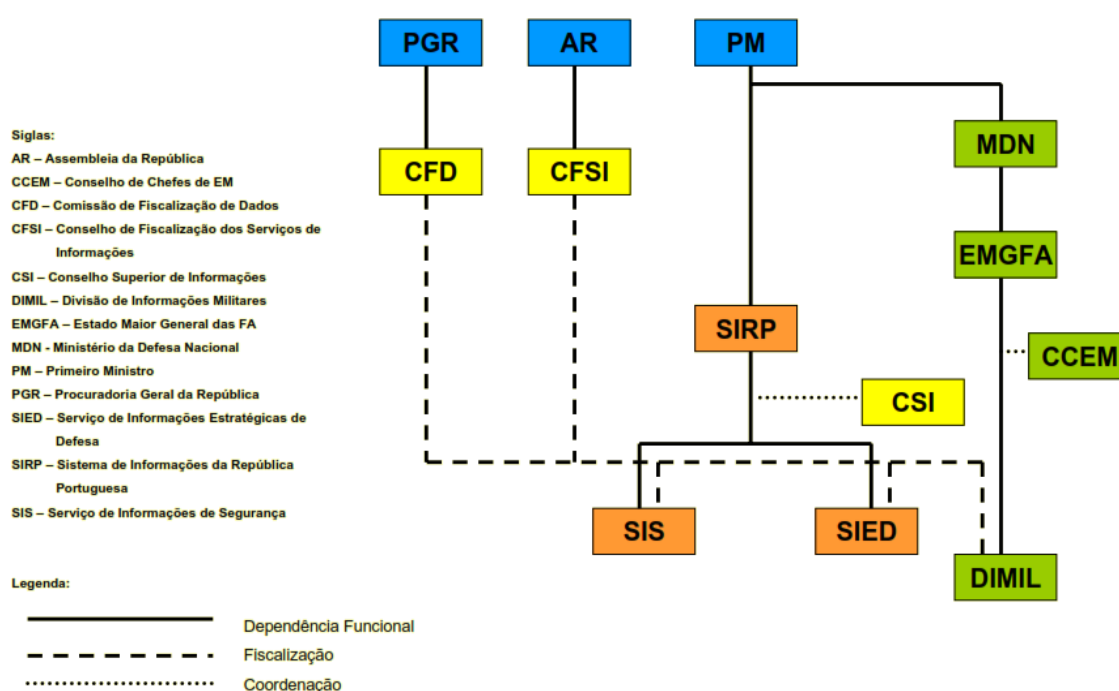 PGR
AR
PM
MDN
CFD
CFSI
EMGFA
SIRP
CCEM
CSI
SIS
SIED
DIMIL
Siglas:
AR – Assembleia da República
CCEM – Conselho de Chefes de EM
CFD – Comissão de Fiscalização de Dados
CFSI – Conselho de Fiscalização dos Serviços de
Informações
CSI – Conselho Superior de Informações
DIMIL – Divisão de Informações Militares
EMGFA – Estado Maior General das FA
MDN - Ministério da Defesa Nacional
PM – Primeiro Ministro
PGR – Procuradoria Geral da República
SIED – Serviço de Informações Estratégicas de
Defesa
SIRP – Sistema de Informações da República
Portuguesa
SIS – Serviço de Informações de Segurança
Legenda:
Dependência Funcional
Fiscalização
Coordenação